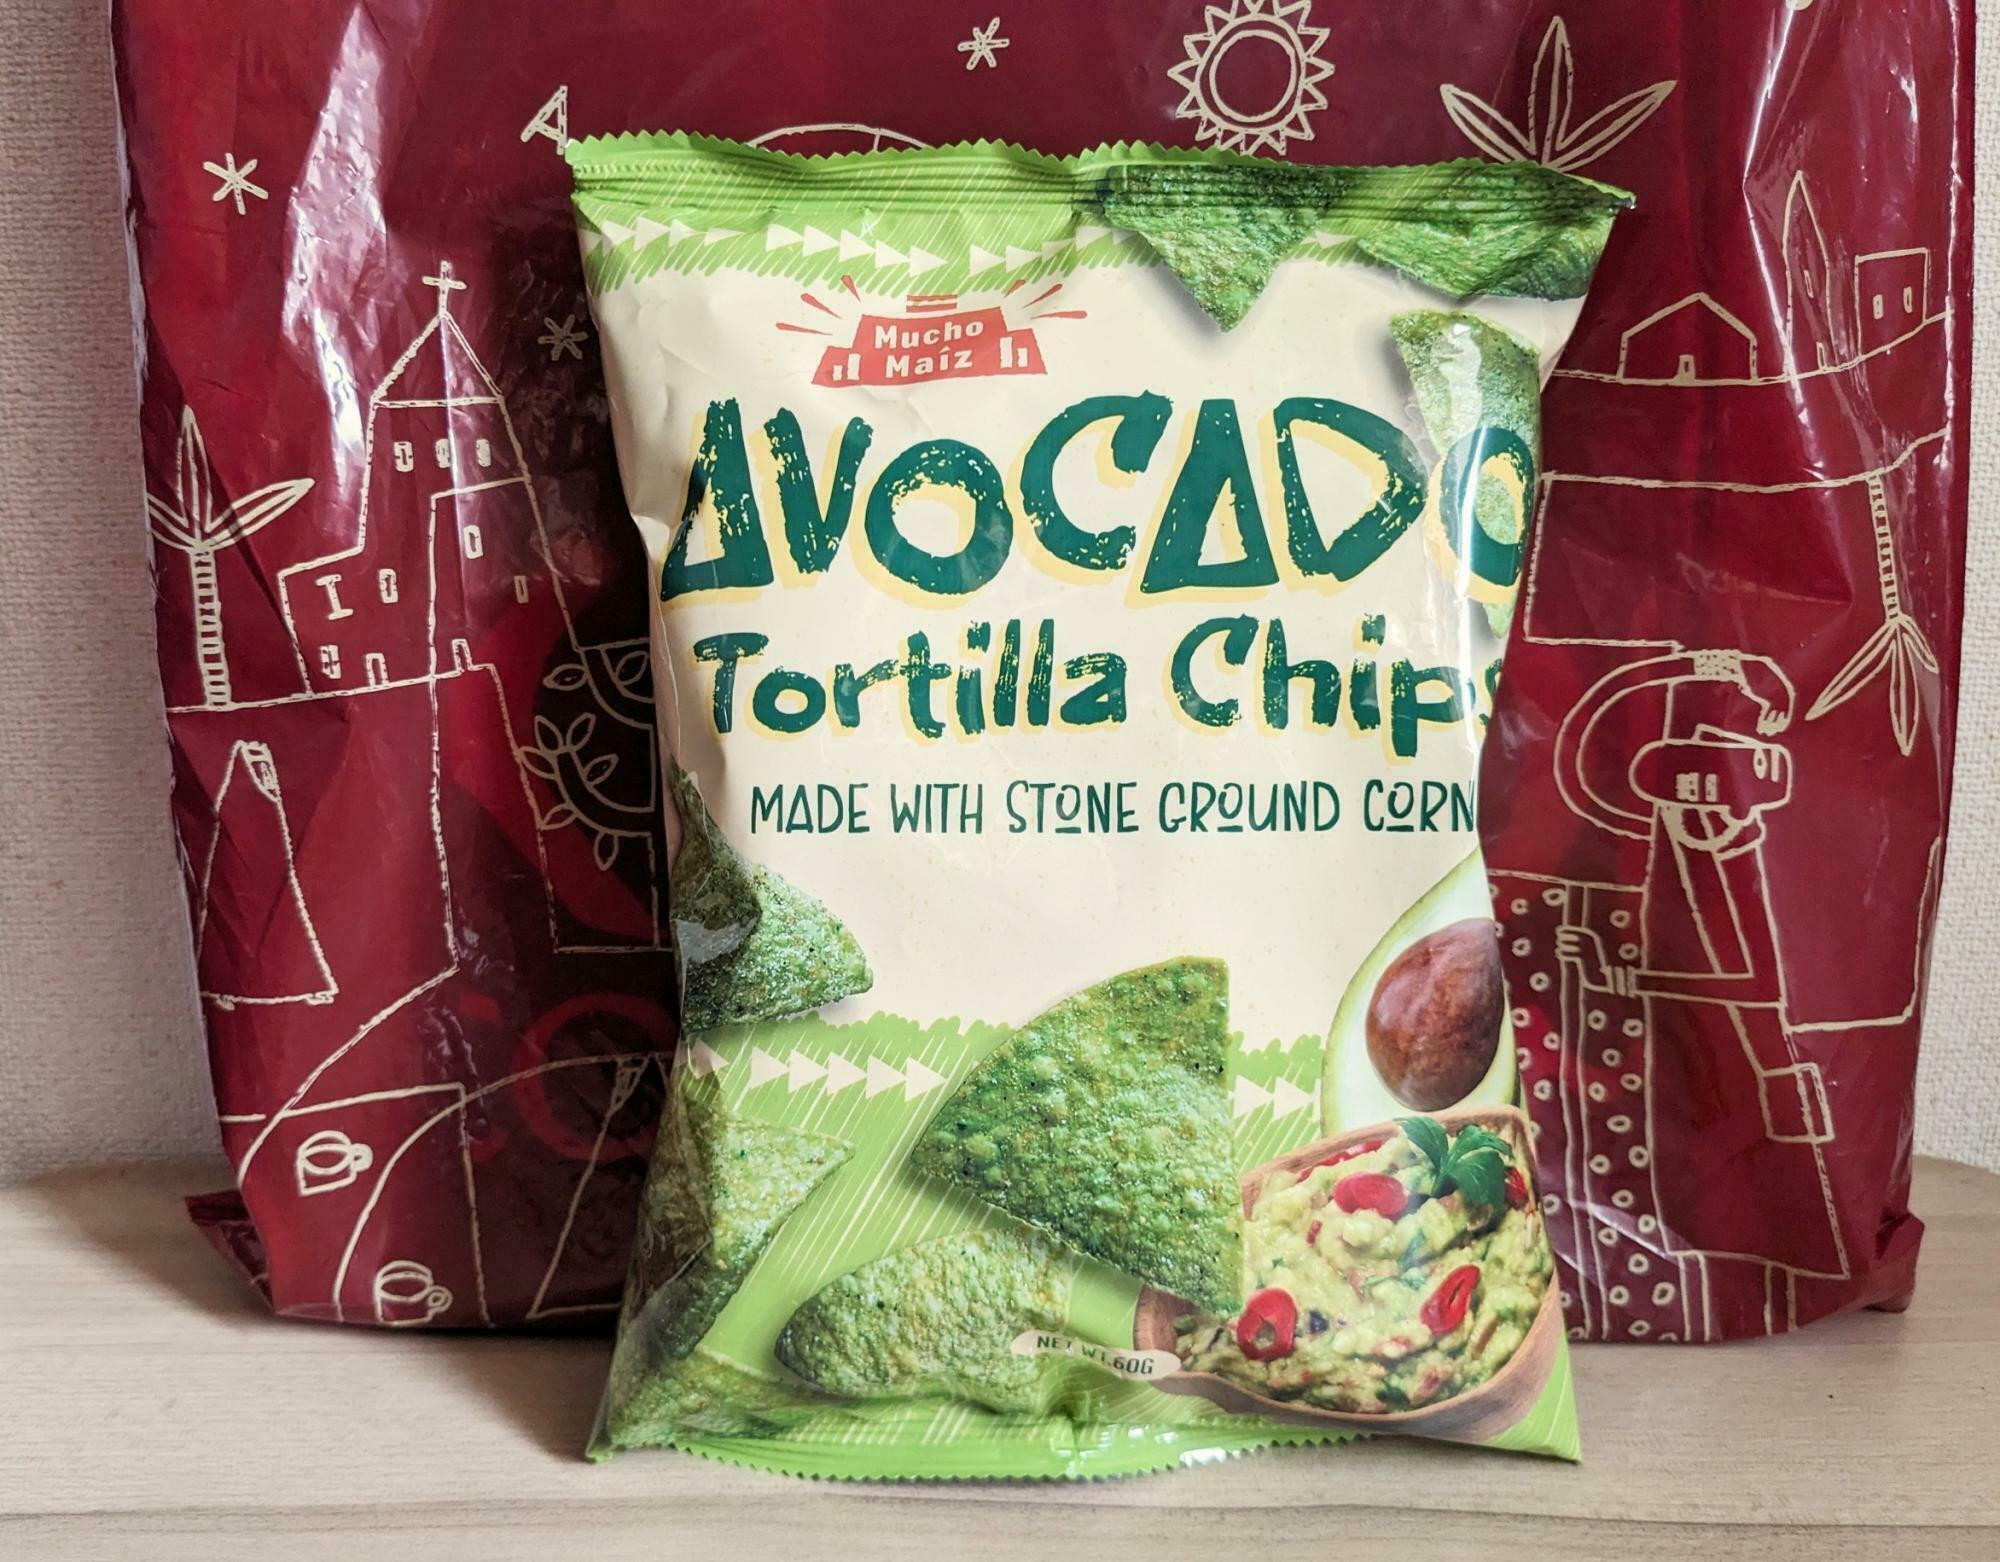 Mucho
Maíz
AVOCADO
Tortilla Chips
MADE WITH STONE GROUND CORN
NET WT.60G